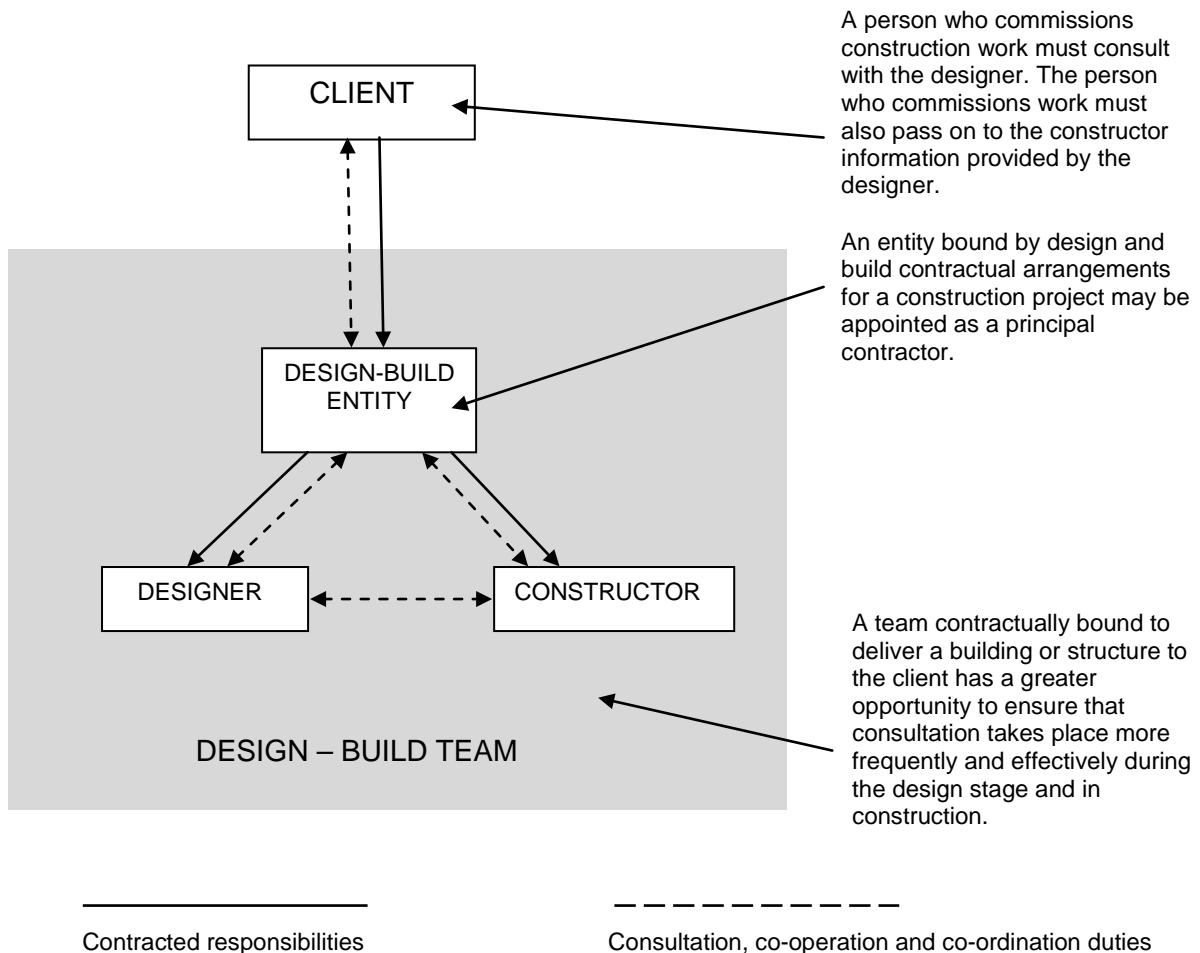 CLIENT
A person who commissions
construction work must consult
with the designer. The person
who commissions work must
also pass on to the constructor
information provided by the
designer.
An entity bound by design and
build contractual arrangements
for a construction project may be
appointed as a principal
contractor.
DESIGN-BUILD
ENTITY
DESIGNER
CONSTRUCTOR
A team contractually bound to
deliver a building or structure to
the client has a greater
opportunity to ensure that
consultation takes place more
frequently and effectively during
the design stage and in
construction.
DESIGN – BUILD TEAM
Contracted responsibilities
Consultation, co-operation and co-ordination duties